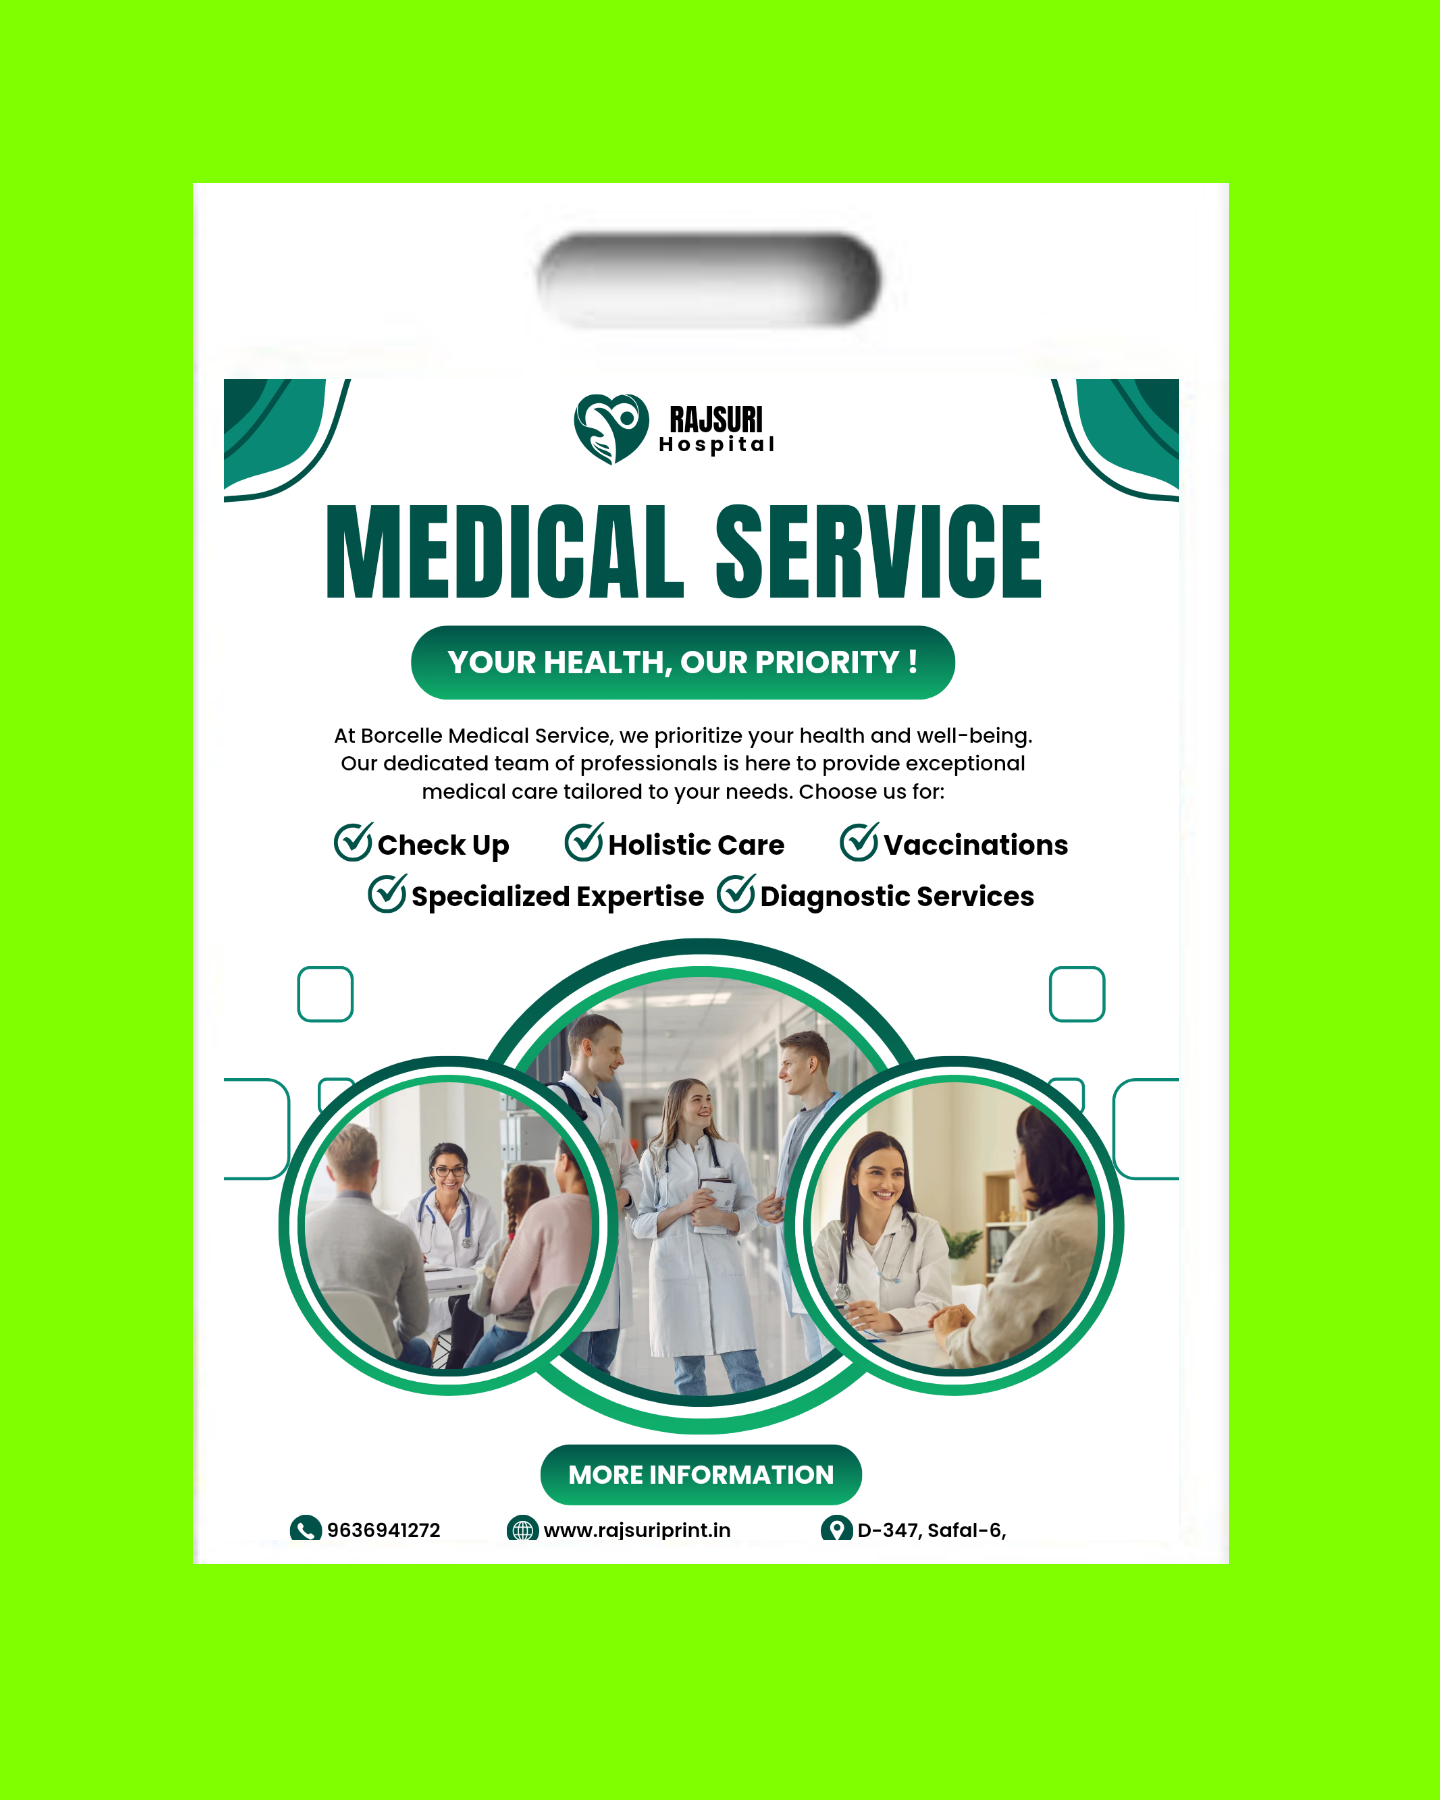 RAJSURI
Hospital
MEDICAL SERVICE
YOUR HEALTH, OUR PRIORITY !
At Borcelle Medical Service, we prioritize your health and well-being.
Our dedicated team of professionals is here to provide exceptional
medical care tailored to your needs. Choose us for:
Check Up Holistic Care Vaccinations
Specialized Expertise Diagnostic Services
MORE INFORMATION
9636941272 www.rajsuriprint.in D-347, Safal-6,